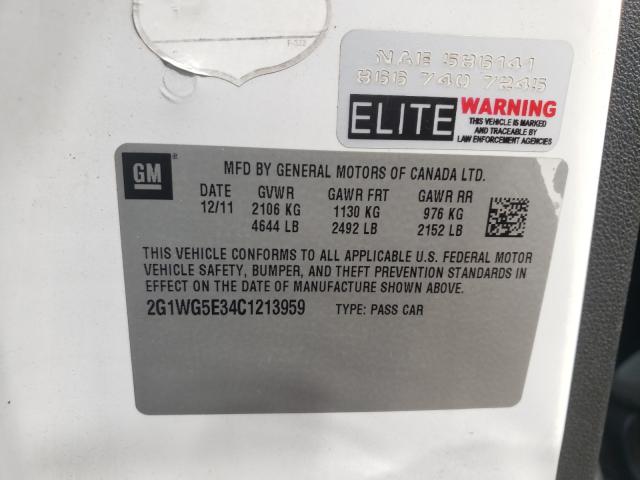 F-533
NAE 586141
866 740 7245
ELITE
WARNING
THIS VEHICLE IS MARKED
AND TRACEABLE BY
LAW ENFORCEMENT AGENCIES
GM
MFD BY GENERAL MOTORS OF CANADA LTD.
DATE GVWR GAWR FRT GAWR RR
12/11 2106 KG 1130 KG 976 KG
4644 LB 2492 LB 2152 LB
THIS VEHICLE CONFORMS TO ALL APPLICABLE U.S. FEDERAL MOTOR
VEHICLE SAFETY, BUMPER, AND THEFT PREVENTION STANDARDS IN
EFFECT ON THE DATE OF MANUFACTURE SHOWN ABOVE.
2G1WG5E34C1213959 TYPE: PASS CAR